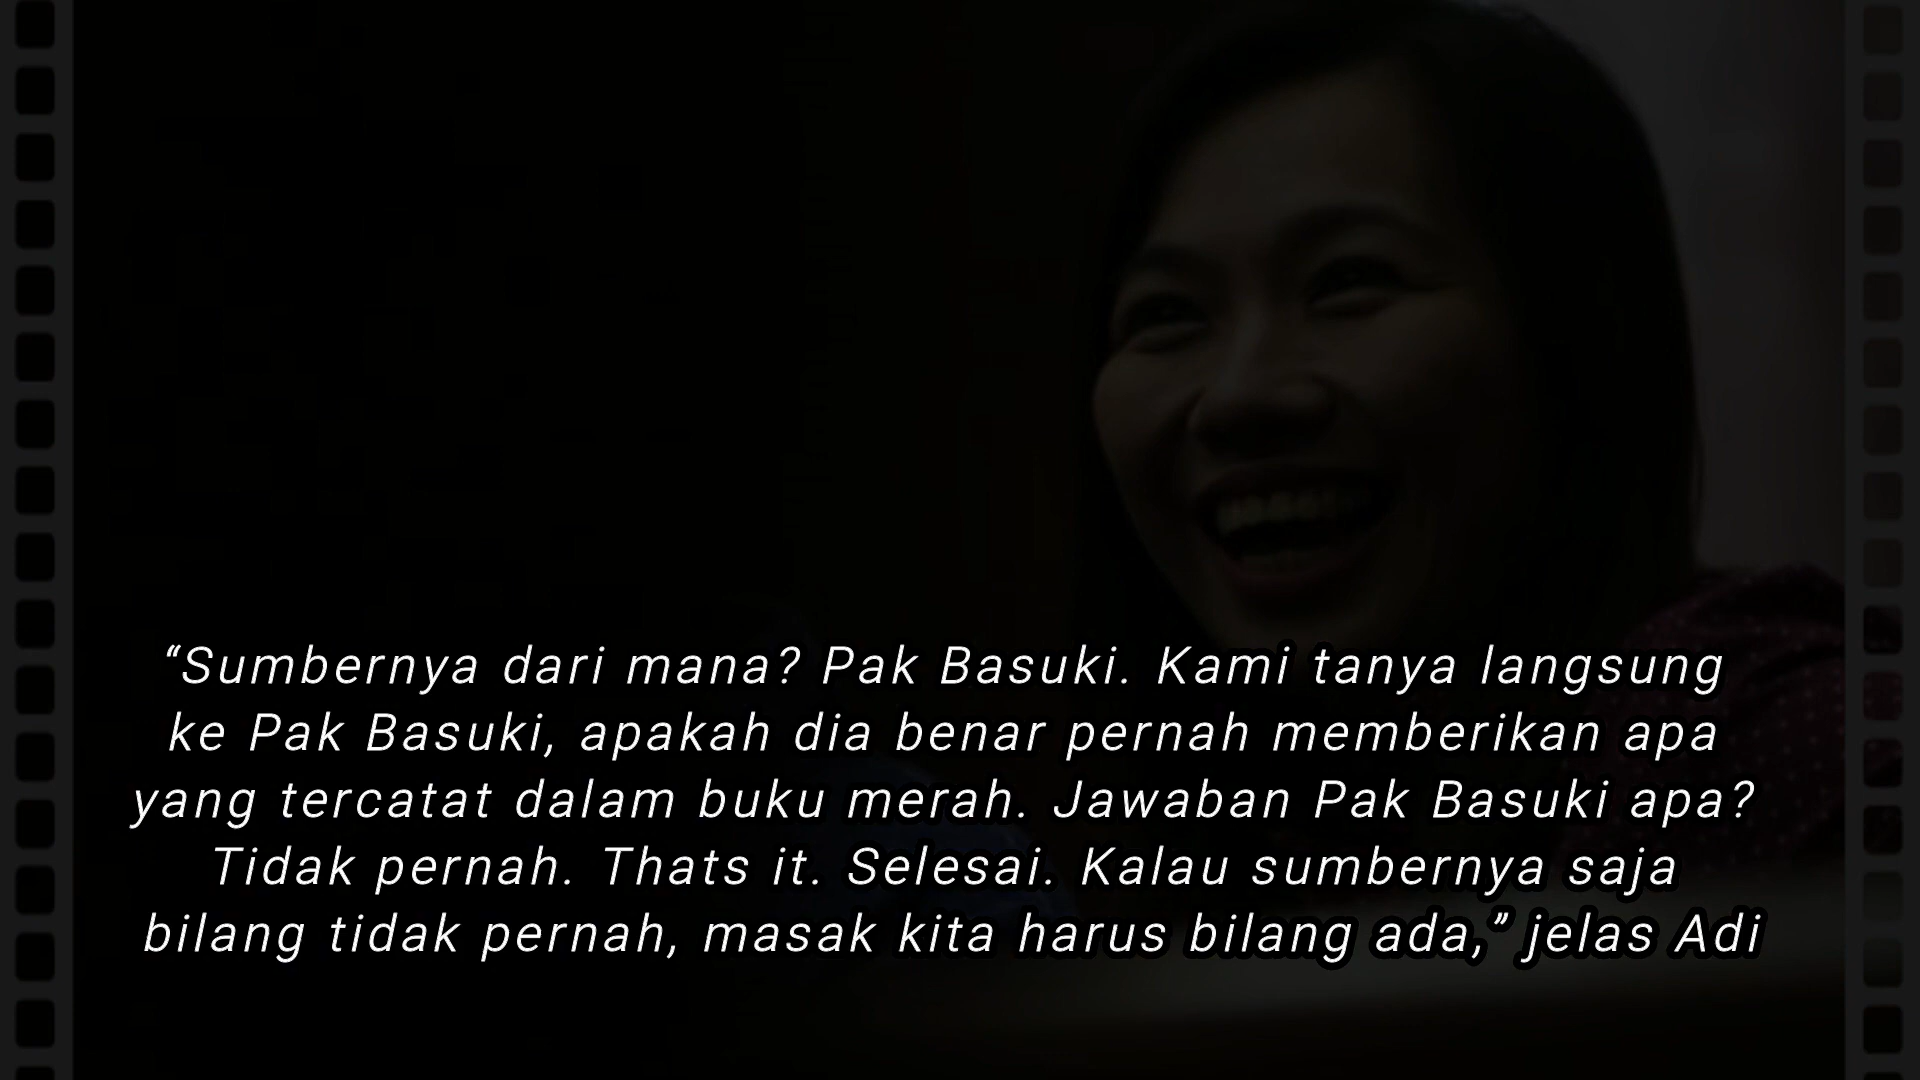 “Sumbernya dari mana? Pak Basuki. Kami tanya langsung
ke Pak Basuki, apakah dia benar pernah memberikan apa
yang tercatat dalam buku merah. Jawaban Pak Basuki apa?
Tidak pernah. Thats it. Selesai. Kalau sumbernya saja
bilang tidak pernah, masak kita harus bilang ada,” jelas Adi